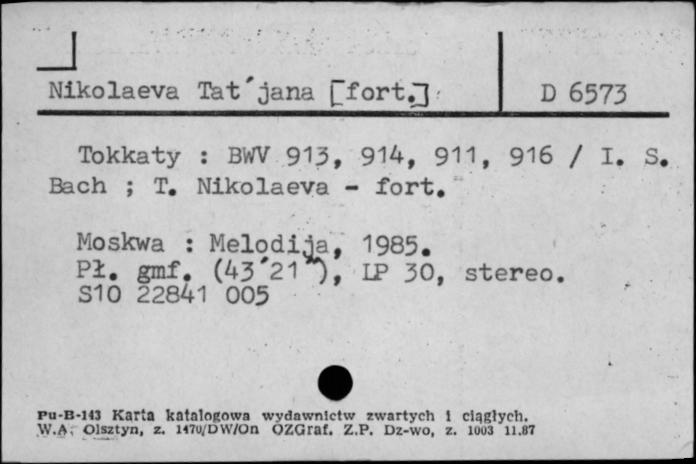 Nikolaeva Tat´jana [fort.]
D 6573
Tokkaty : BWV 913, 914, 911, 916 / I. S.
Bach ; T. Nikolaeva - fort.
Moskwa : Melodija, 1985.
Pł. gmf. (43´21"), LP 30, stereo.
S10 22841 005
Pu-B-143 Karta katalogowa wydawnictw zwartych i ciągłych.
W.A. Olsztyn, z. 1470/DW/On OZGraf. Z.P. Dz-wo, z. 1003 11.87